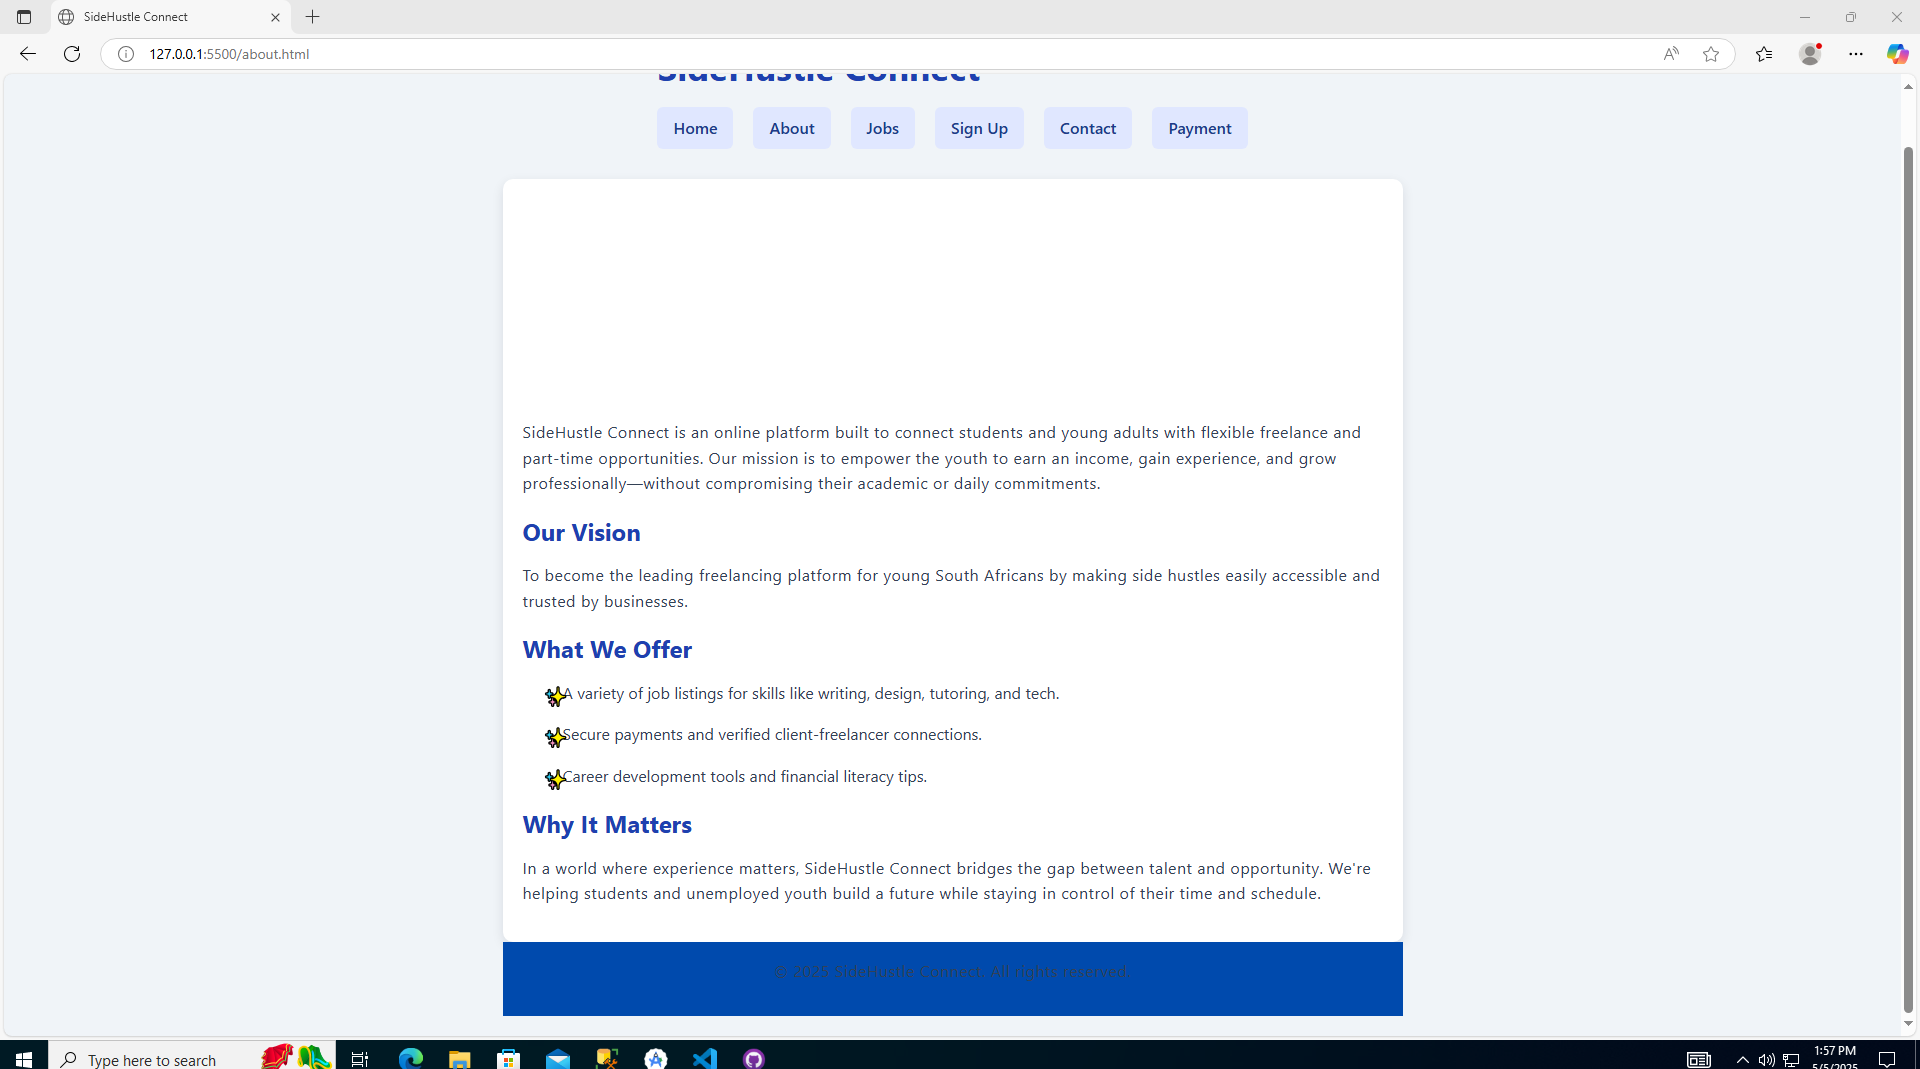 SideHustle Connect
127.0.0.1:5500/about.html
SideHustle Connect
Home About Jobs Sign Up Contact Payment
SideHustle Connect is an online platform built to connect students and young adults with flexible freelance and
part-time opportunities. Our mission is to empower the youth to earn an income, gain experience, and grow
professionally—without compromising their academic or daily commitments.
Our Vision
To become the leading freelancing platform for young South Africans by making side hustles easily accessible and
trusted by businesses.
What We Offer
A variety of job listings for skills like writing, design, tutoring, and tech.
Secure payments and verified client-freelancer connections.
Career development tools and financial literacy tips.
Why It Matters
In a world where experience matters, SideHustle Connect bridges the gap between talent and opportunity. We're
helping students and unemployed youth build a future while staying in control of their time and schedule.
© 2025 SideHustle Connect. All rights reserved.
Type here to search
1:57 PM
5/5/2025